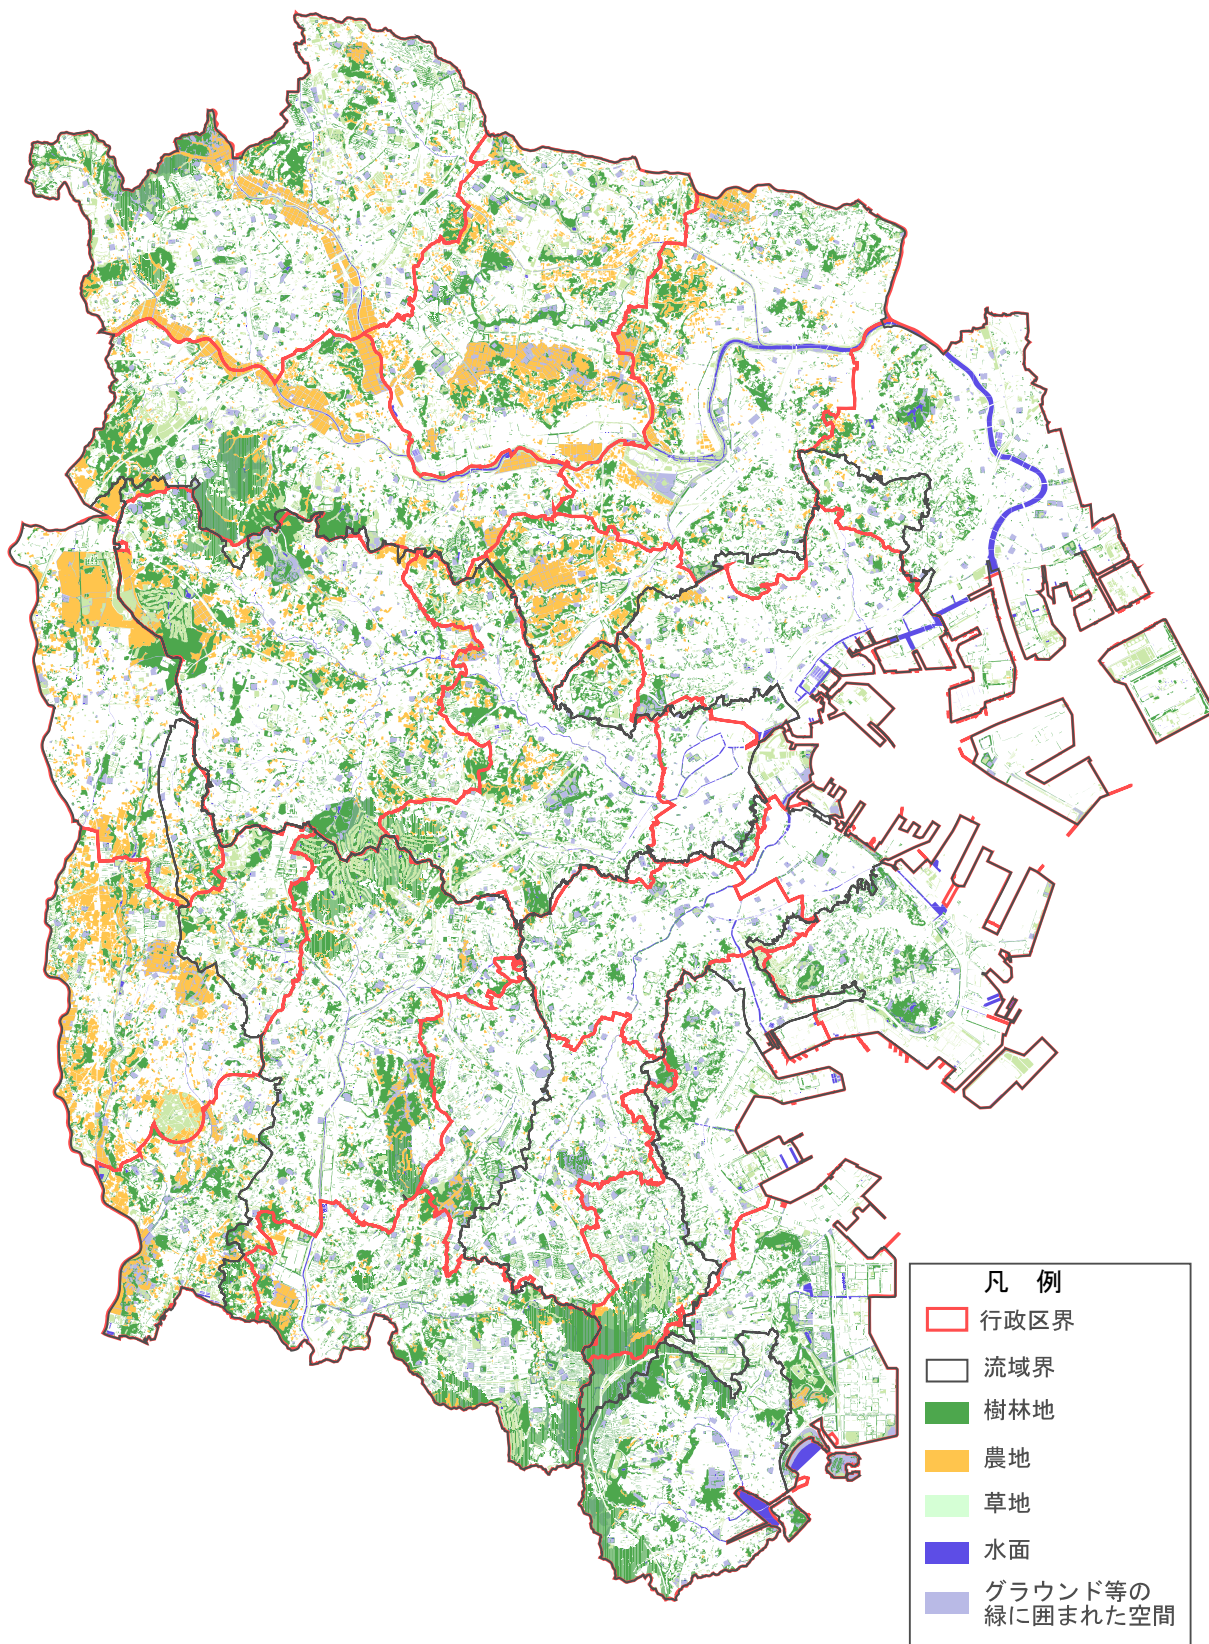 凡 例
行政区界
流域界
樹林地
農地
草地
水面
グラウンド等の
緑に囲まれた空間